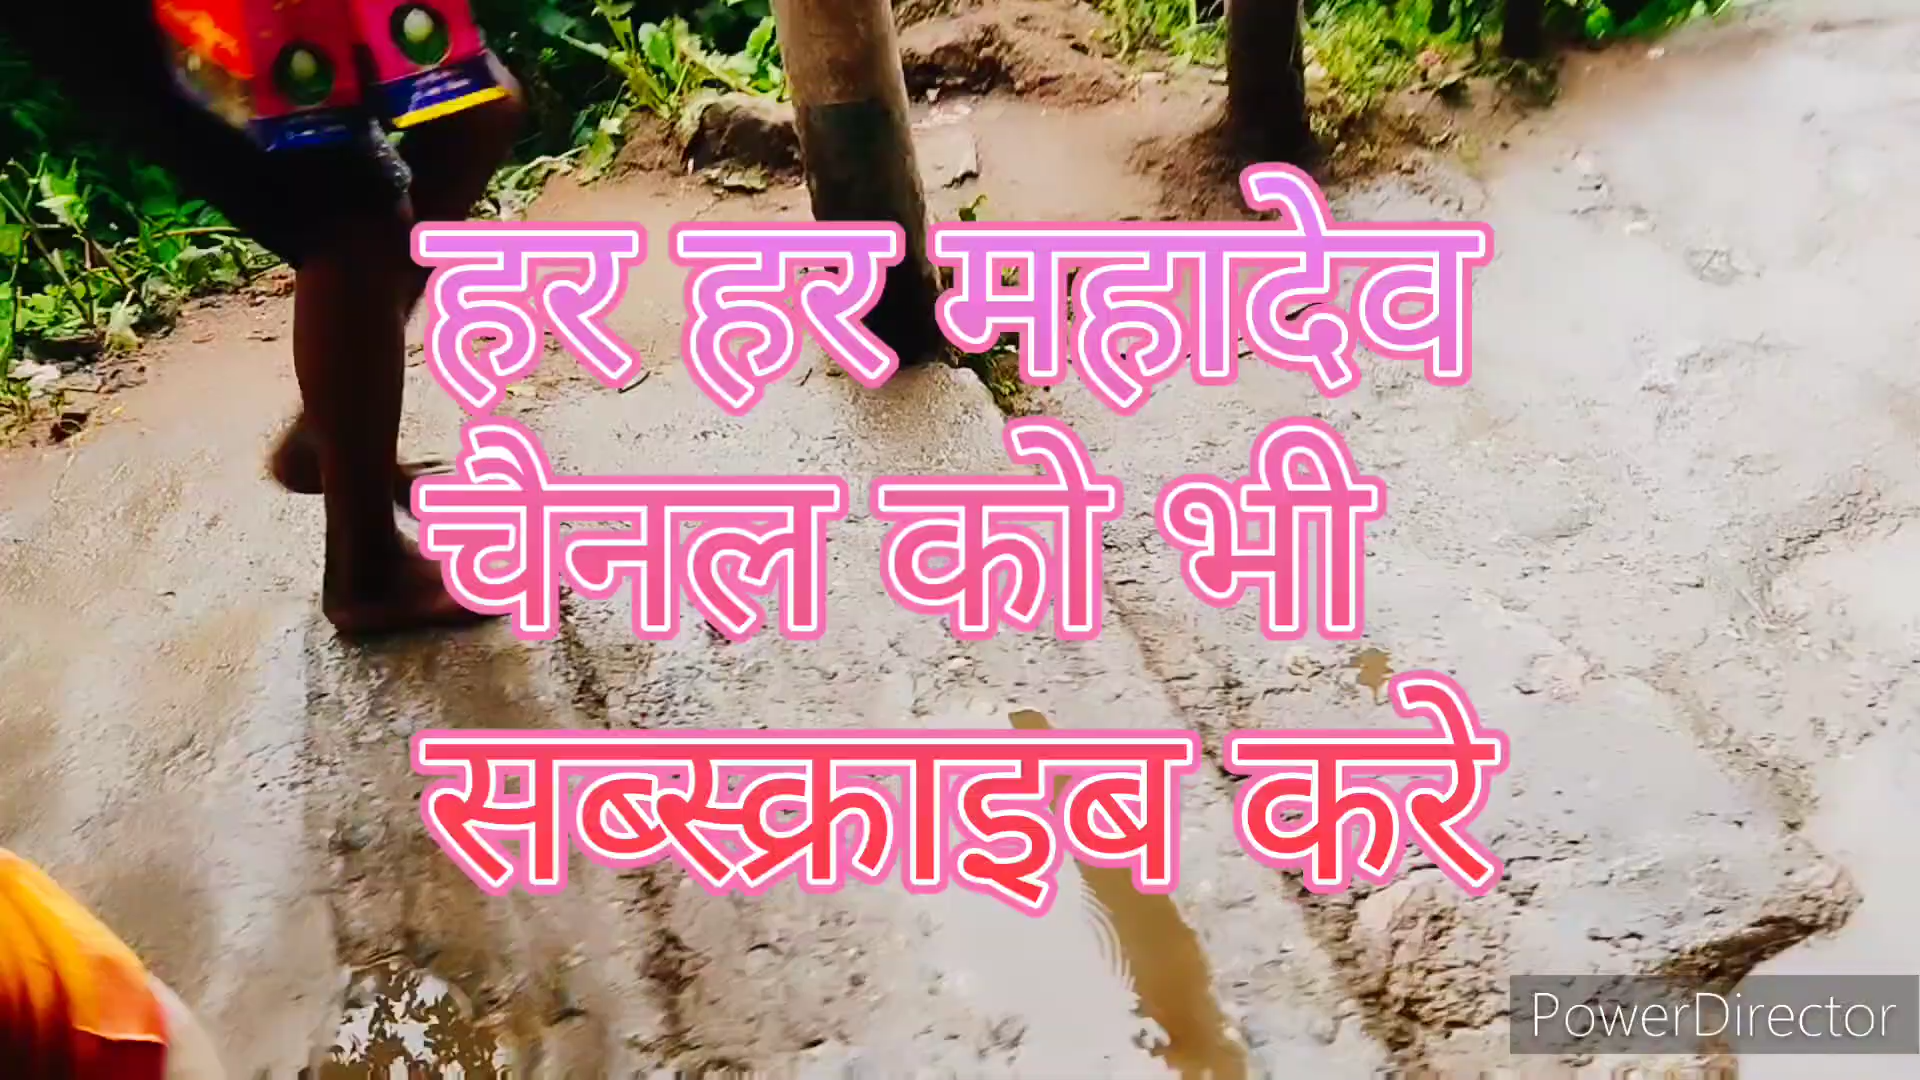 हर हर महादेव
चैनल को भी
सब्स्क्राइब करे
PowerDirector